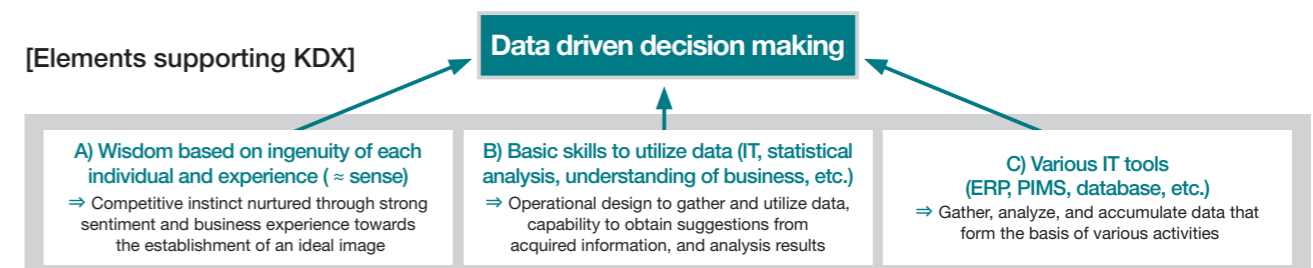 Data driven decision making
[Elements supporting KDX]
A) Wisdom based on ingenuity of each
individual and experience ( ≈ sense)
⇒ Competitive instinct nurtured through strong
sentiment and business experience towards
the establishment of an ideal image
B) Basic skills to utilize data (IT, statistical
analysis, understanding of business, etc.)
⇒ Operational design to gather and utilize data,
capability to obtain suggestions from
acquired information, and analysis results
C) Various IT tools
(ERP, PIMS, database, etc.)
⇒ Gather, analyze, and accumulate data that
form the basis of various activities